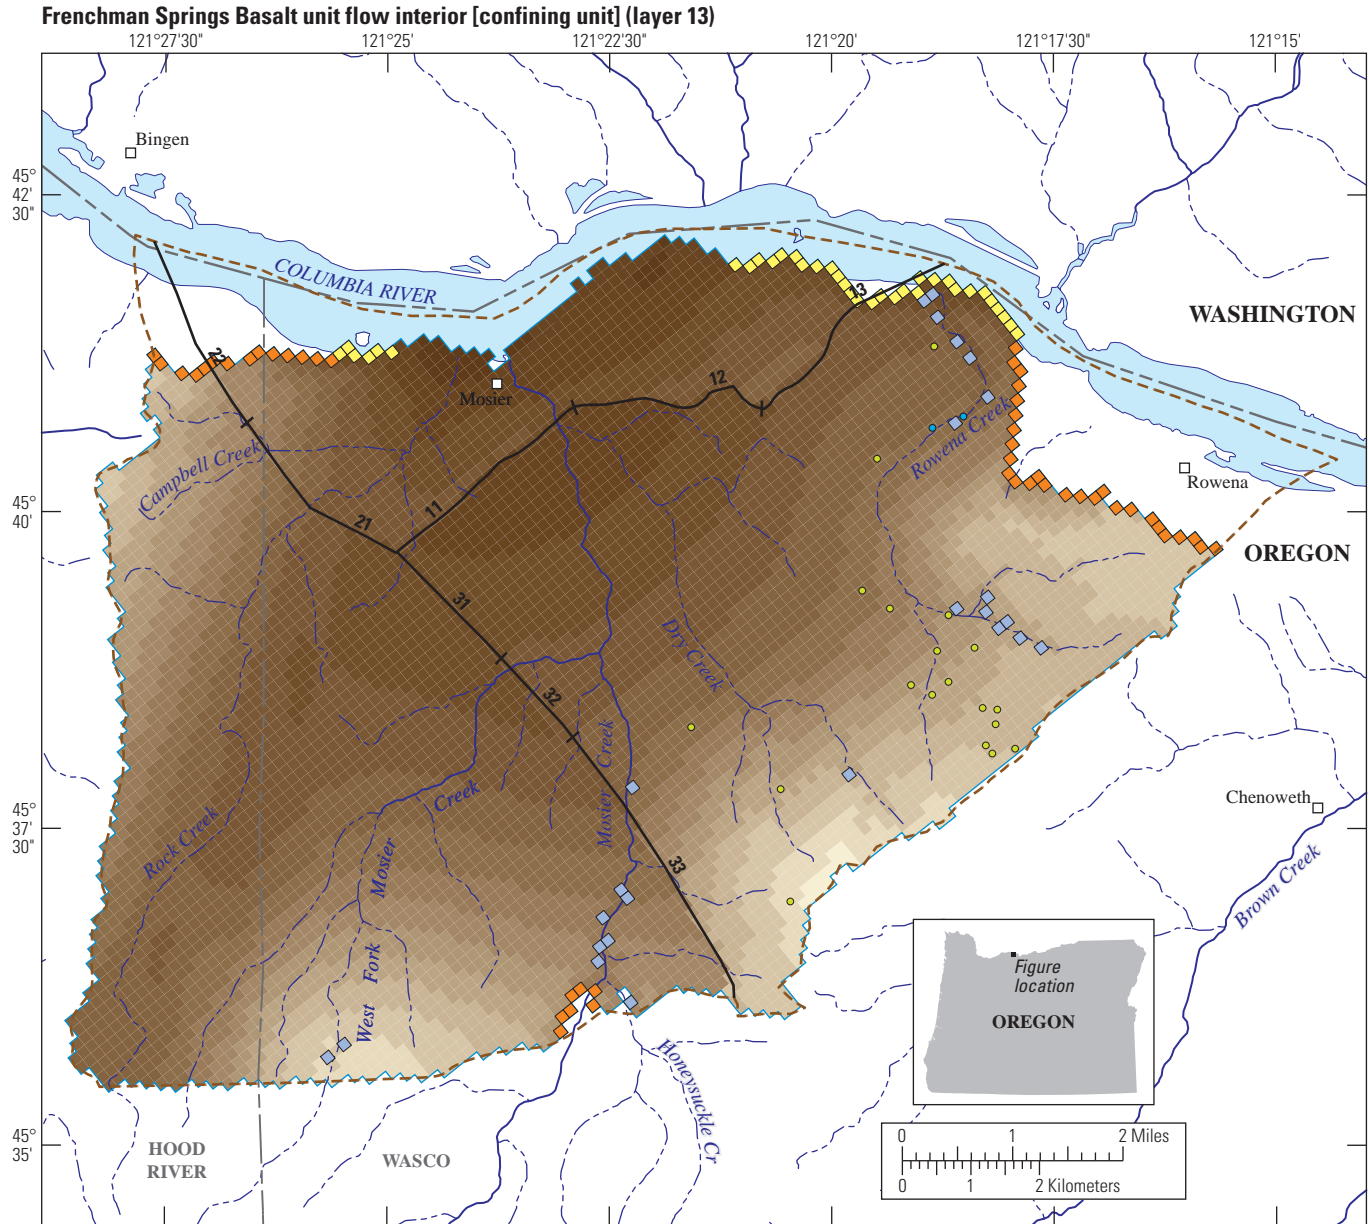 Frenchman Springs Basalt unit flow interior [confining unit] (layer 13)
121°27'30"
121°25'
121°22'30"
121°20'
121°17'30"
121°15'
Bingen
45°
42'
30"
COLUMBIA RIVER
13
WASHINGTON
22
12
Mosier
Campbell Creek
Rowena Creek
Rowena
45°
40'
21
11
OREGON
31
Dry Creek
32
Mosier Creek
Chenoweth
45°
37'
30"
Rock Creek
West Fork Mosier Creek
33
Brown Creek
Figure
location
OREGON
Honeysuckle Cr
45°
35'
HOOD
RIVER
WASCO
0 1 2 Miles
0 1 2 Kilometers